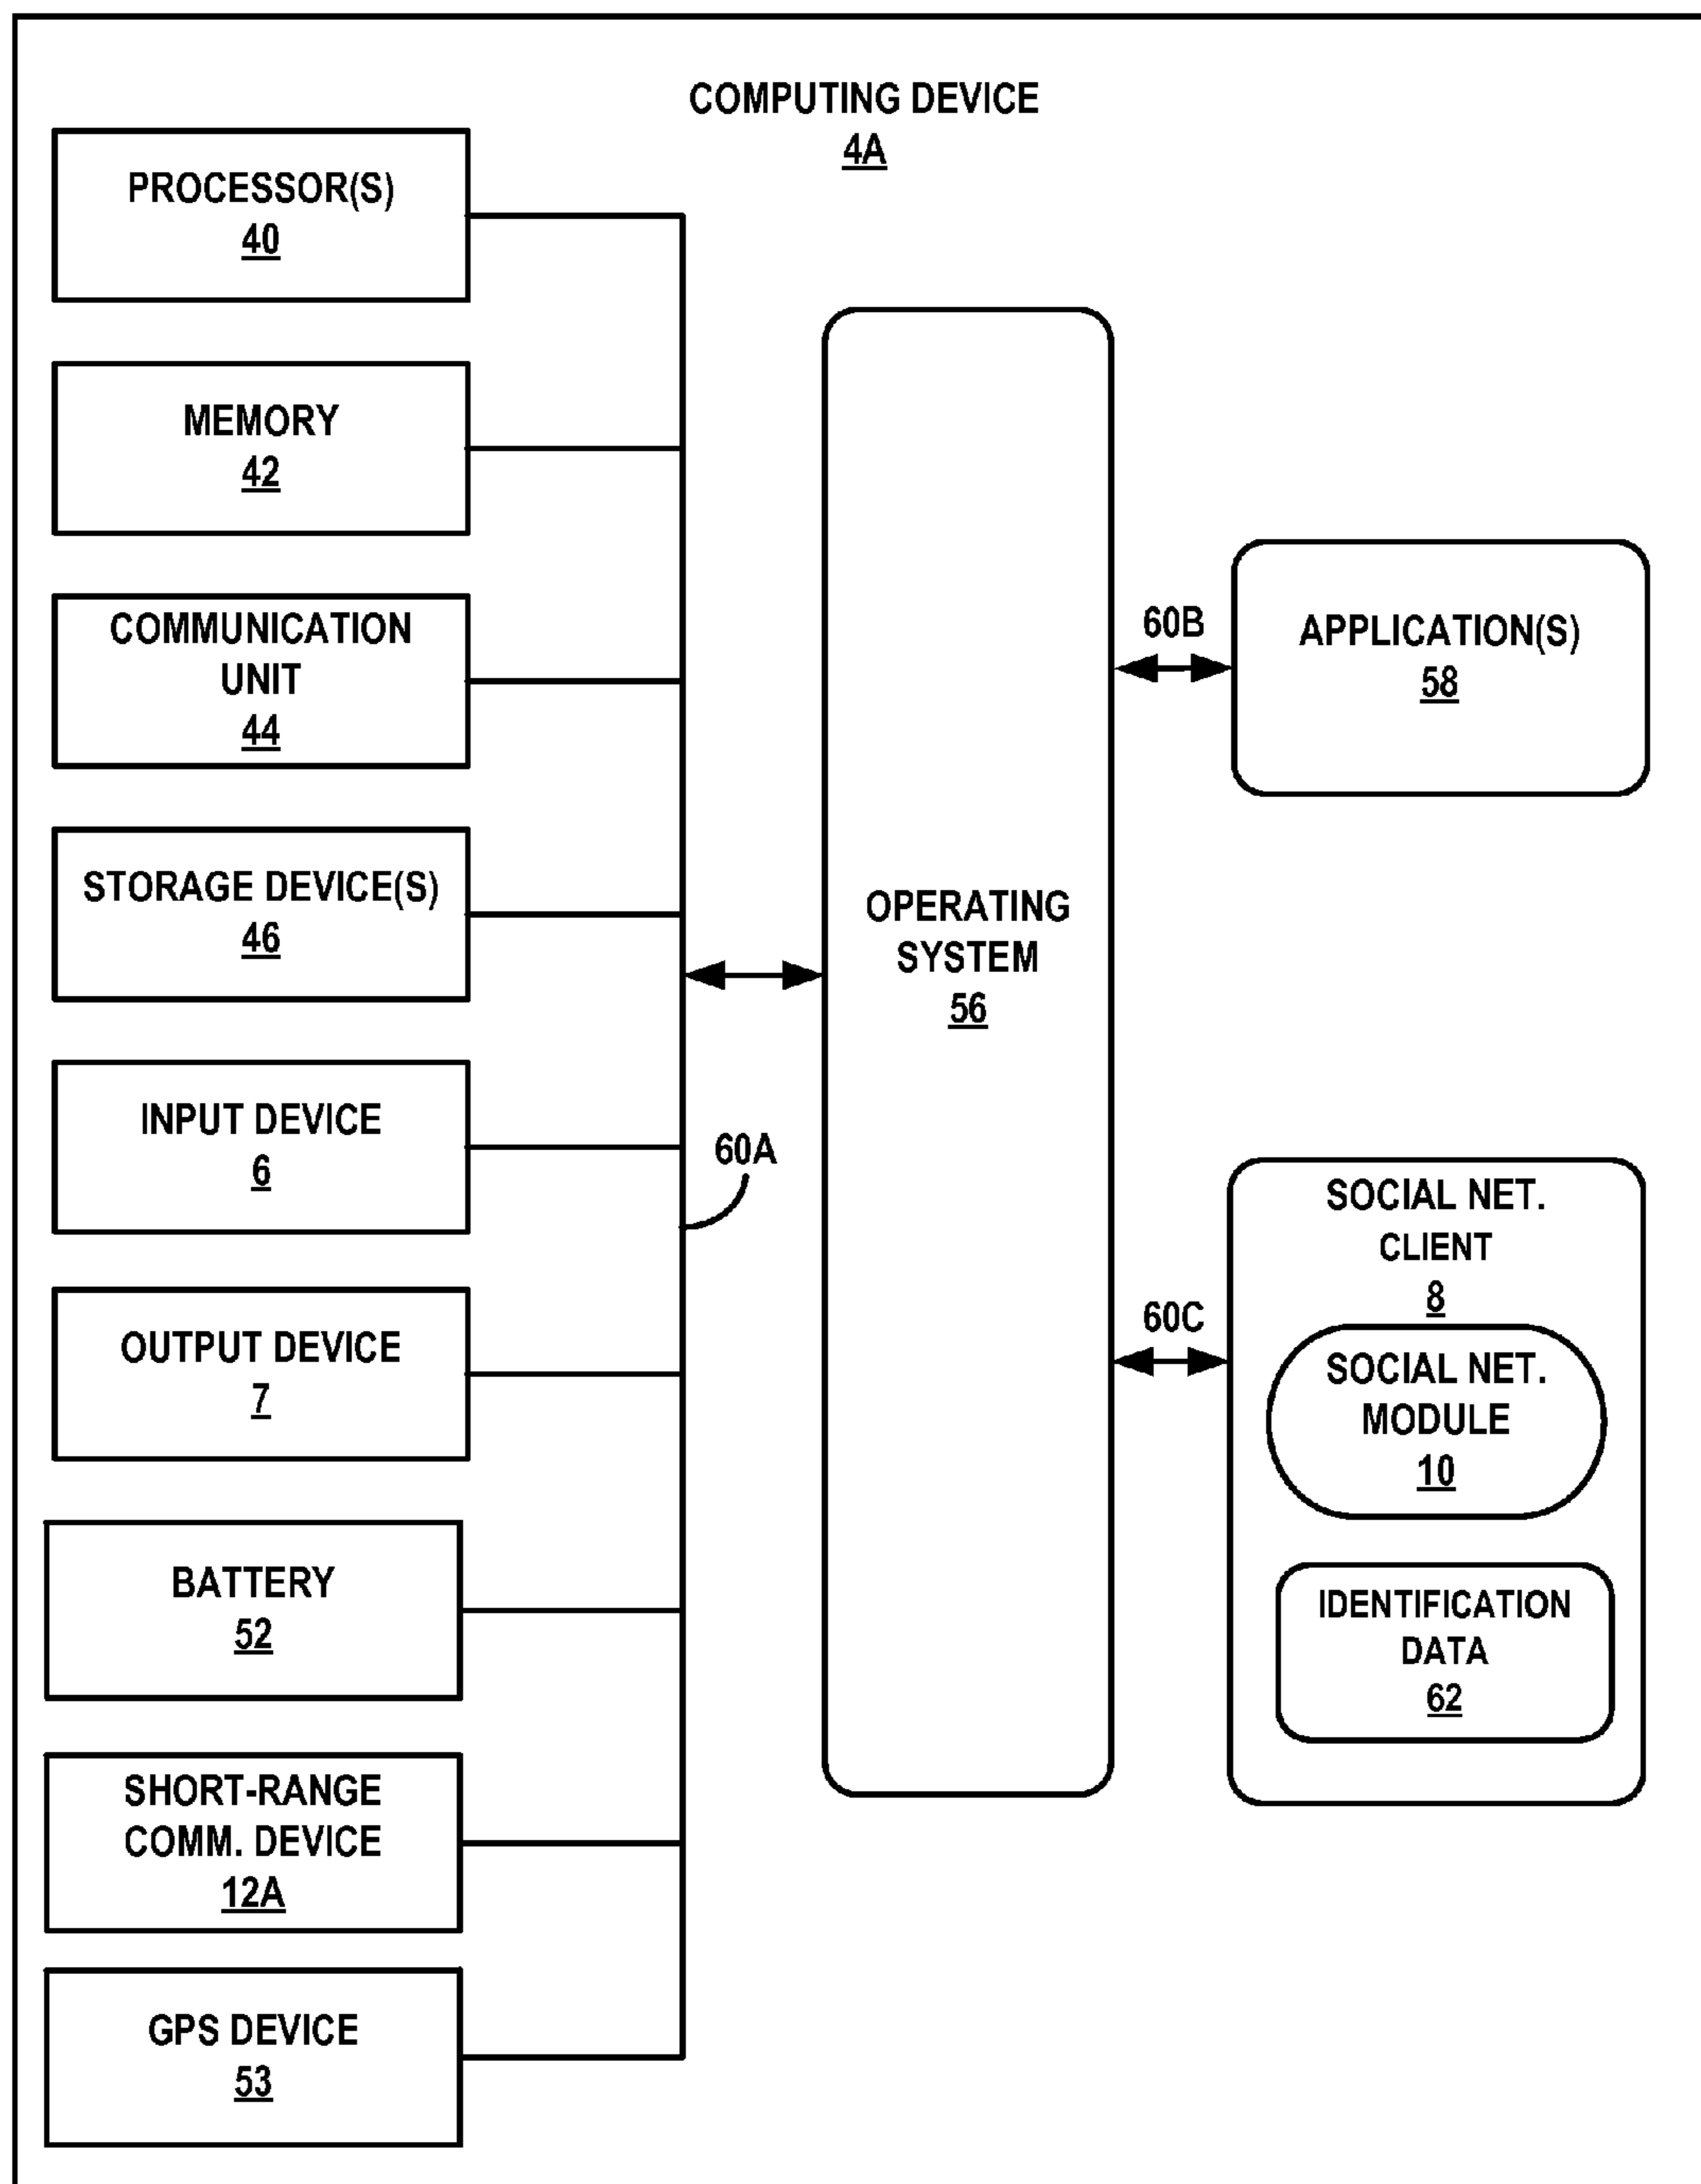 COMPUTING DEVICE
4A
PROCESSOR(S)
40
MEMORY
42
COMMUNICATION
UNIT
44
STORAGE DEVICE(S)
46
INPUT DEVICE
6
OUTPUT DEVICE
7
BATTERY
52
SHORT-RANGE
COMM. DEVICE
12A
GPS DEVICE
53
60A
OPERATING
SYSTEM
56
60B
APPLICATION(S)
58
60C
SOCIAL NET.
CLIENT
8
SOCIAL NET.
MODULE
10
IDENTIFICATION
DATA
62